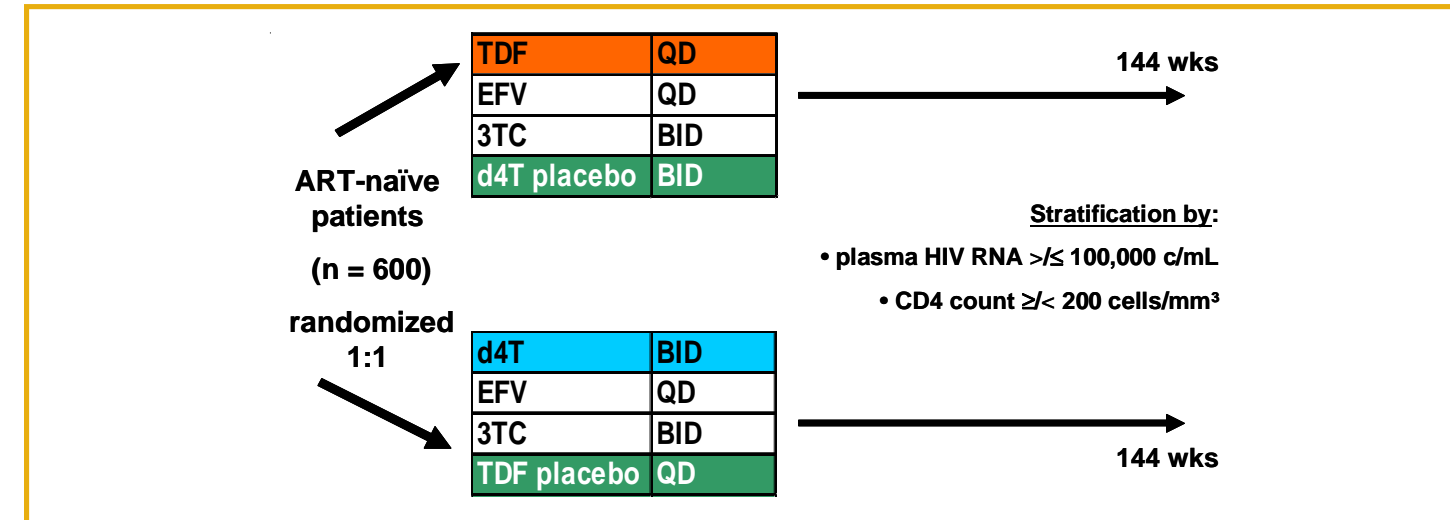 TDF QD
EFV QD
3TC BID
d4T placebo BID
144 wks
ART-naïve
patients
(n = 600)
randomized
1:1
Stratification by:
• plasma HIV RNA >/≤ 100,000 c/mL
• CD4 count ≥/< 200 cells/mm³
d4T BID
EFV QD
3TC BID
TDF placebo QD
144 wks